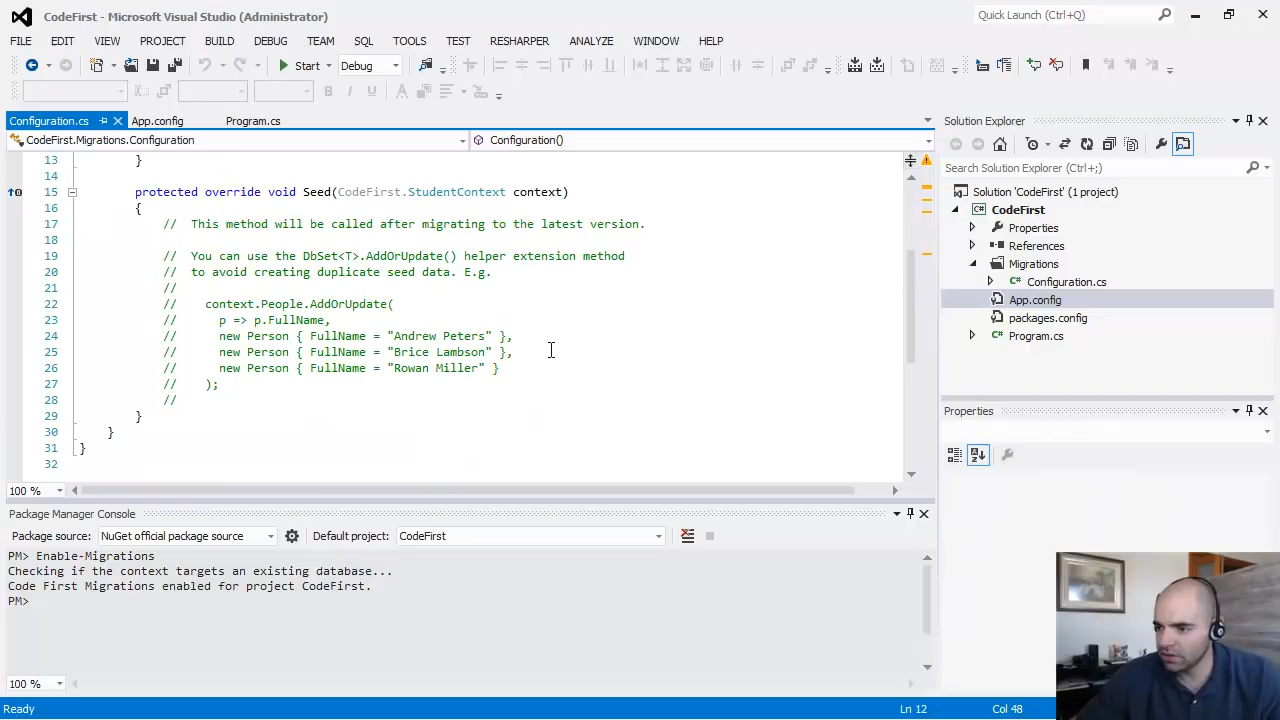 CodeFirst - Microsoft Visual Studio (Administrator)
Quick Launch (Ctrl+Q)
FILE EDIT VIEW PROJECT BUILD DEBUG TEAM SQL TOOLS TEST RESHARPER ANALYZE WINDOW HELP
Start Debug
Configuration.cs App.config Program.cs
CodeFirst.Migrations.Configuration Configuration()
13 }
14
15 protected override void Seed(CodeFirst.StudentContext context)
16 {
17 // This method will be called after migrating to the latest version.
18
19 // You can use the DbSet<T>.AddOrUpdate() helper extension method
20 // to avoid creating duplicate seed data. E.g.
21 //
22 // context.People.AddOrUpdate(
23 // p => p.FullName,
24 // new Person { FullName = "Andrew Peters" },
25 // new Person { FullName = "Brice Lambson" },
26 // new Person { FullName = "Rowan Miller" }
27 // );
28 //
29 }
30 }
31 }
32
100 %
Package Manager Console
Package source: NuGet official package source Default project: CodeFirst
PM> Enable-Migrations
Checking if the context targets an existing database...
Code First Migrations enabled for project CodeFirst.
PM>
100 %
Solution Explorer
Search Solution Explorer (Ctrl+;)
Solution 'CodeFirst' (1 project)
CodeFirst
Properties
References
Migrations
Configuration.cs
App.config
packages.config
Program.cs
Properties
Ready Ln 12 Col 48